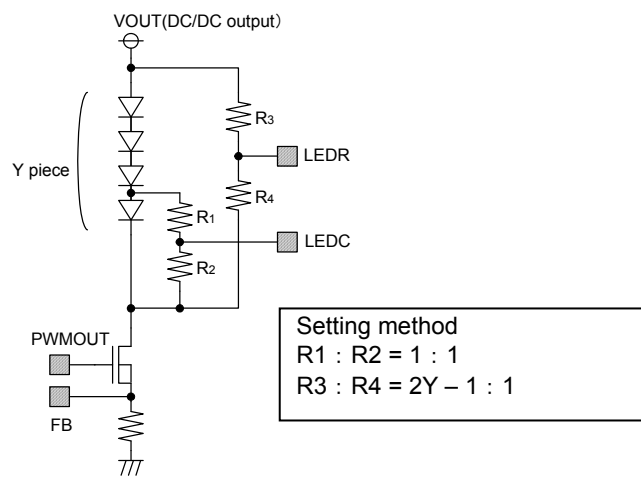 VOUT(DC/DC output）
R3
LEDR
Y piece
R4
R1
LEDC
R2
PWMOUT
FB
Setting method
R1：R2 = 1：1
R3：R4 = 2Y – 1：1